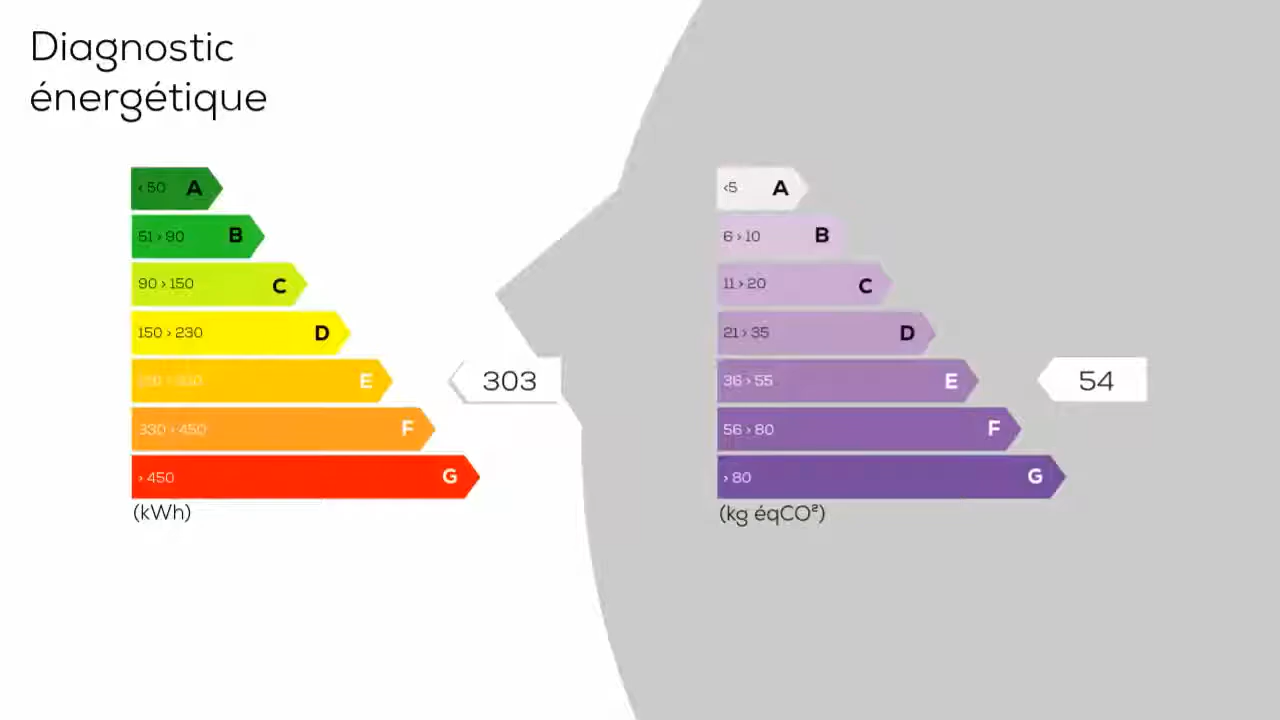 Diagnostic
énergétique
< 50 A
51 > 90 B
90 > 150 C
150 > 230 D
E
330 > 450 F
> 450 G
(kWh)
303
<5 A
6 > 10 B
11 > 20 C
21 > 35 D
36 > 55 E
56 > 80 F
> 80 G
(kg éqCO²)
54